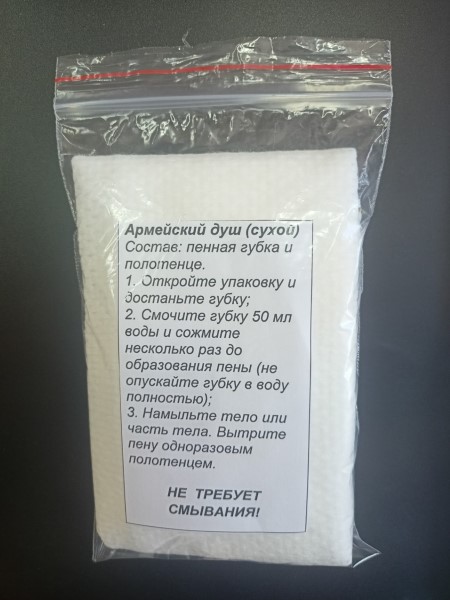 Армейский душ (сухой)
Состав: пенная губка и
полотенце.
1. Откройте упаковку и
достаньте губку;
2. Смочите губку 50 мл
воды и сожмите
несколько раз до
образования пены (не
опускайте губку в воду
полностью);
3. Намыльте тело или
часть тела. Вытрите
пену одноразовым
полотенцем.
НЕ ТРЕБУЕТ
СМЫВАНИЯ!